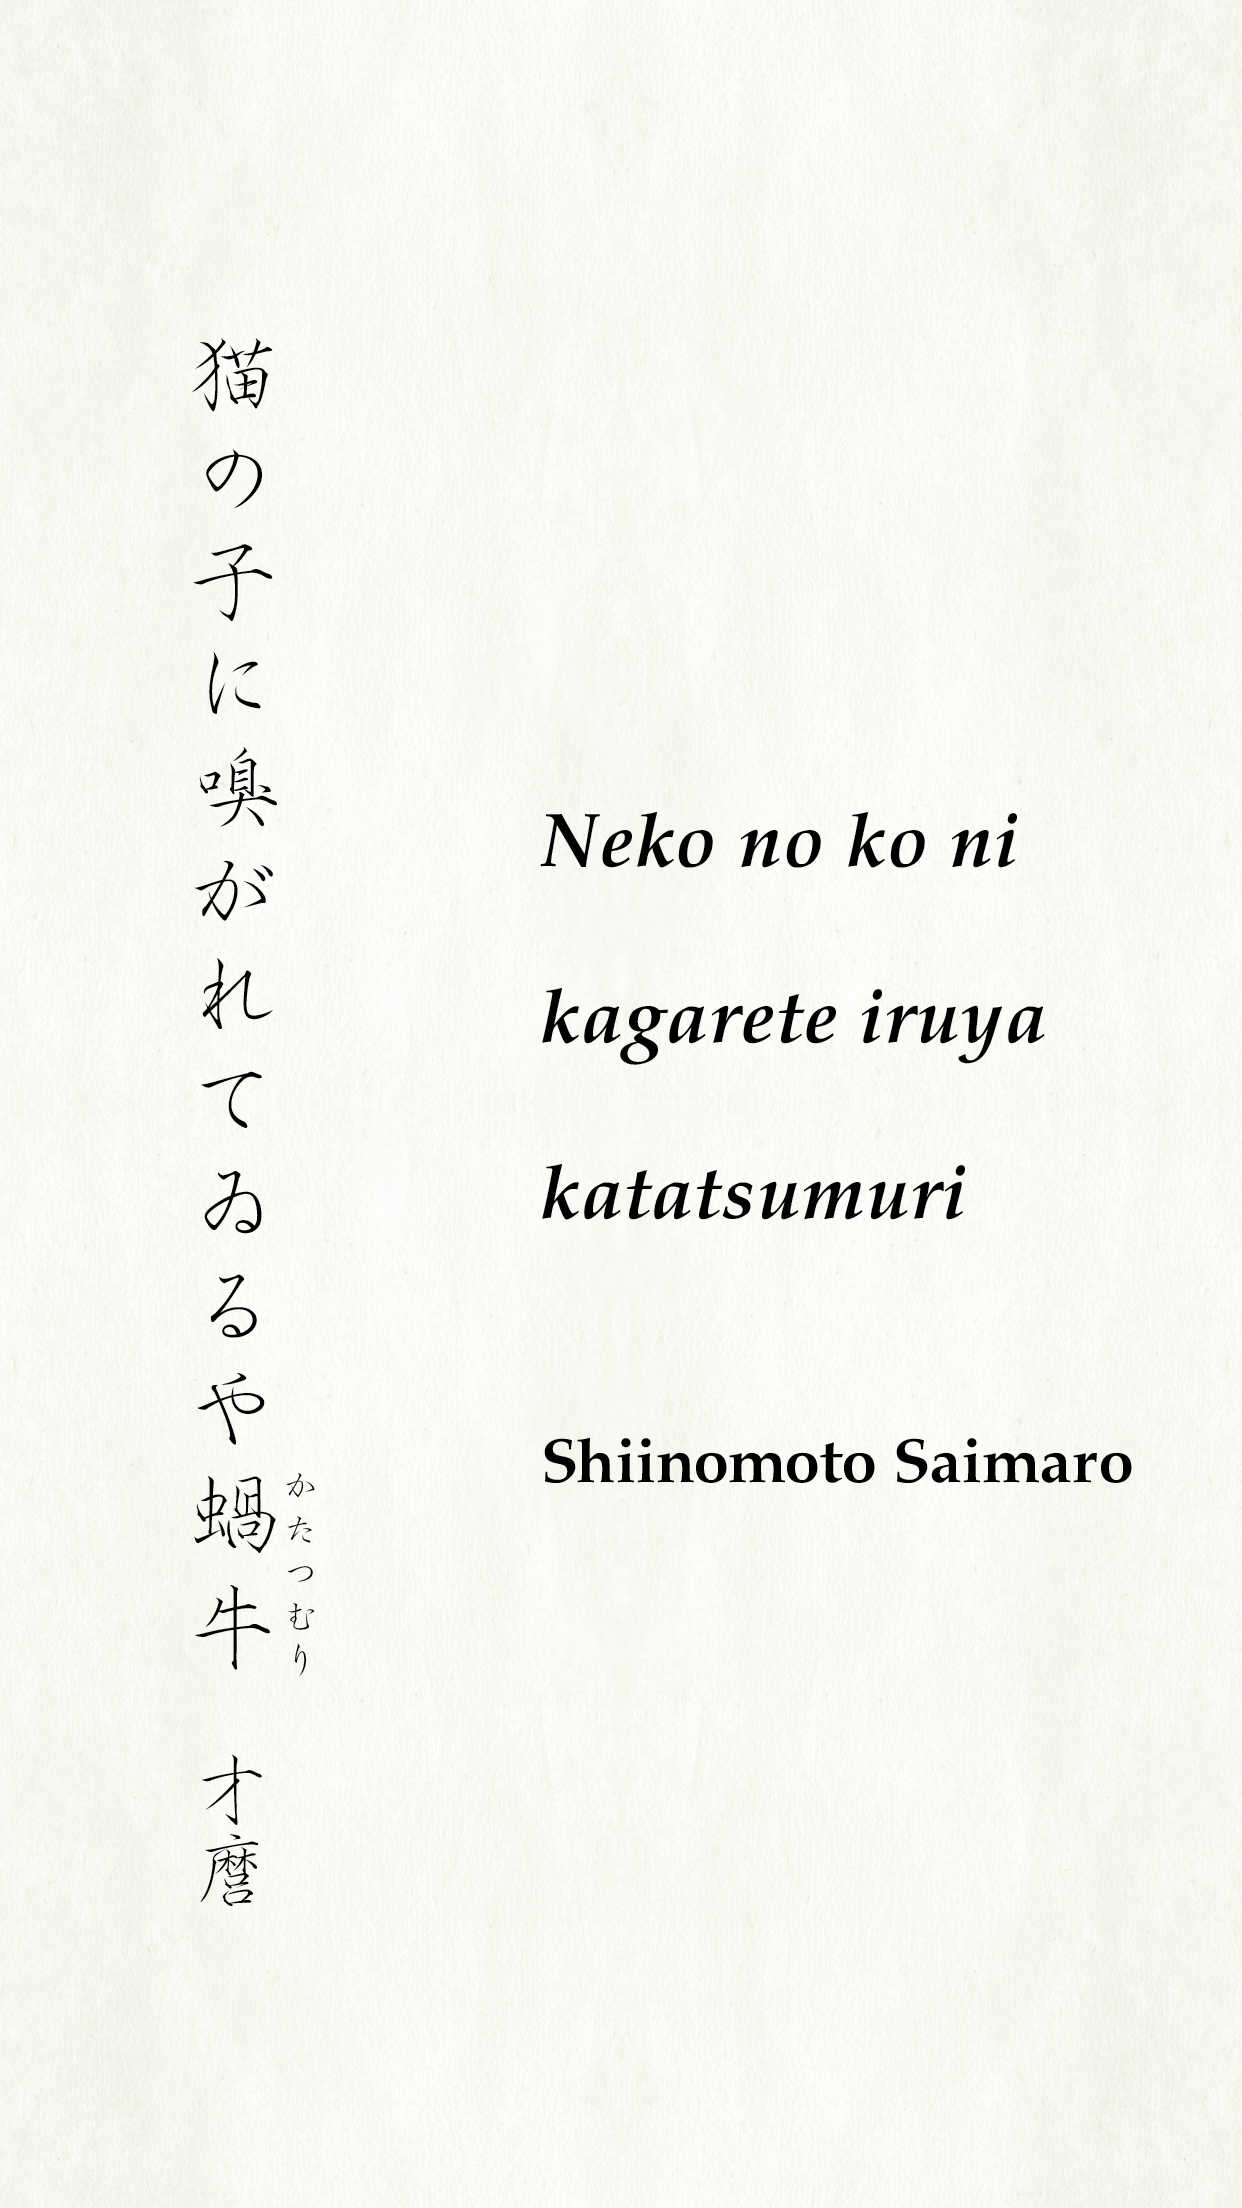 猫の子に嗅がれてゐるや蝸牛
かたつむり
才麿
Neko no ko ni
kagarete iruya
katatsumuri
Shiinomoto Saimaro